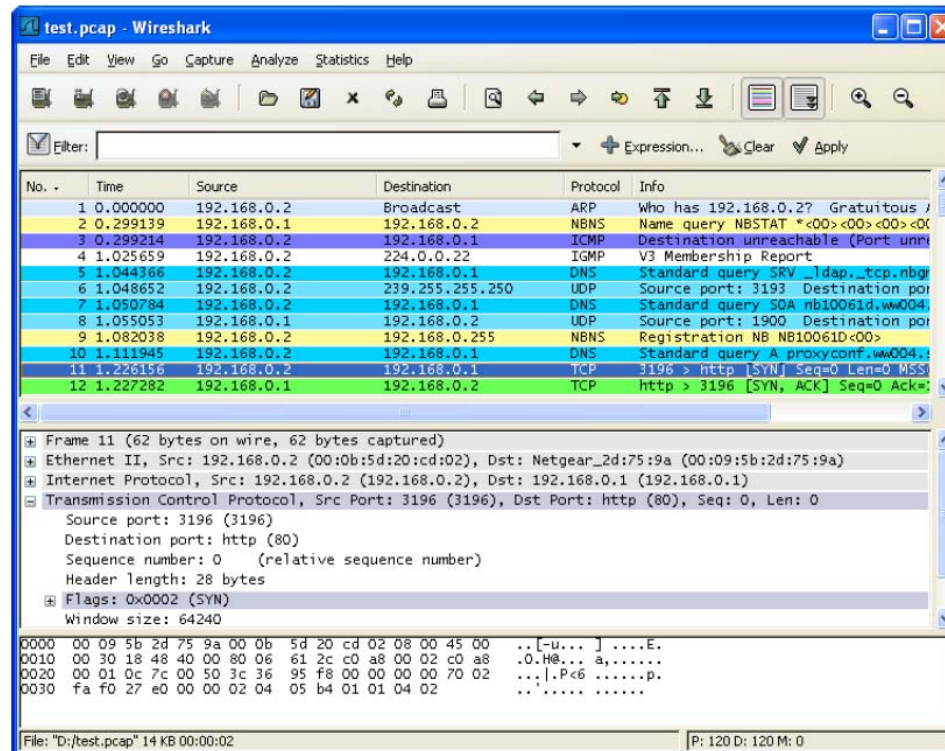 test.pcap - Wireshark
File Edit View Go Capture Analyze Statistics Help
Filter: Expression... Clear Apply
No. . Time Source Destination Protocol Info
1 0.000000 192.168.0.2 Broadcast ARP Who has 192.168.0.2? Gratuitous
2 0.299139 192.168.0.1 192.168.0.2 NBNS Name query NBSTAT *<00><00><00><00
3 0.299214 192.168.0.2 192.168.0.1 ICMP Destination unreachable (Port unre
4 1.025659 192.168.0.2 224.0.0.22 IGMP V3 Membership Report
5 1.044366 192.168.0.2 192.168.0.1 DNS Standard query SRV _ldap._tcp.nbgm
6 1.048652 192.168.0.2 239.255.255.250 UDP Source port: 3193 Destination por
7 1.050784 192.168.0.2 192.168.0.1 DNS Standard query SOA nb10061d.ww004.
8 1.055053 192.168.0.1 192.168.0.2 UDP Source port: 1900 Destination por
9 1.082038 192.168.0.2 192.168.0.255 NBNS Registration NB NB10061D<00>
10 1.111945 192.168.0.2 192.168.0.1 DNS Standard query A proxyconf.ww004.s
11 1.226156 192.168.0.2 192.168.0.1 TCP 3196 > http [SYN] Seq=0 Len=0 MSS
12 1.227282 192.168.0.1 192.168.0.2 TCP http > 3196 [SYN, ACK] Seq=0 Ack=1
Frame 11 (62 bytes on wire, 62 bytes captured)
Ethernet II, Src: 192.168.0.2 (00:0b:5d:20:cd:02), Dst: Netgear_2d:75:9a (00:09:5b:2d:75:9a)
Internet Protocol, Src: 192.168.0.2 (192.168.0.2), Dst: 192.168.0.1 (192.168.0.1)
Transmission Control Protocol, Src Port: 3196 (3196), Dst Port: http (80), Seq: 0, Len: 0
Source port: 3196 (3196)
Destination port: http (80)
Sequence number: 0 (relative sequence number)
Header length: 28 bytes
Flags: 0x0002 (SYN)
Window size: 64240
0000 00 09 5b 2d 75 9a 00 0b 5d 20 cd 02 08 00 45 00 ..[-u... ] ....E.
0010 00 30 18 48 40 00 80 06 61 2c c0 a8 00 02 c0 a8 .0.H@... a,......
0020 00 01 0c 7c 00 50 3c 36 95 f8 00 00 00 00 70 02 ...|.P<6 ......p.
0030 fa f0 27 e0 00 00 02 04 05 b4 01 01 04 02 ..'..... ......
File: "D:/test.pcap" 14 KB 00:00:02 P: 120 D: 120 M: 0